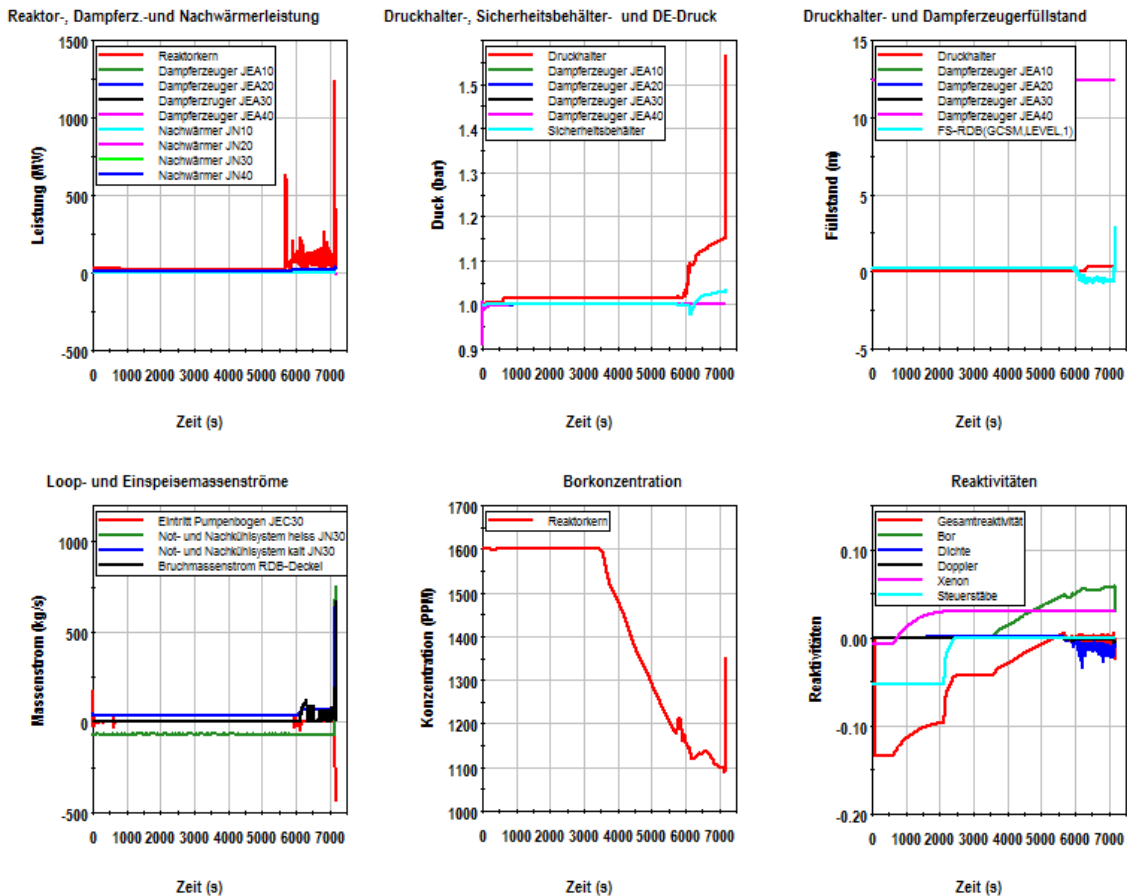 Reaktor-, Dampferz.-und Nachwärmerleistung
1500
1000
500
0
-500
Leistung (MW)
Reaktorkern
Dampferzeuger JEA10
Dampferzeuger JEA20
Dampferzruger JEA30
Dampferzeuger JEA40
Nachwärmer JN10
Nachwärmer JN20
Nachwärmer JN30
Nachwärmer JN40
0 1000 2000 3000 4000 5000 6000 7000
Zeit (s)
Druckhalter-, Sicherheitsbehälter- und DE-Druck
1.5
1.4
1.3
1.2
1.1
1.0
0.9
Duck (bar)
Druckhalter
Dampferzeuger JEA10
Dampferzeuger JEA20
Dampferzeuger JEA30
Dampferzeuger JEA40
Sicherheitsbehälter
0 1000 2000 3000 4000 5000 6000 7000
Zeit (s)
Druckhalter- und Dampferzeugerfüllstand
15
10
5
0
-5
Füllstand (m)
Druckhalter
Dampferzeuger JEA10
Dampferzeuger JEA20
Dampferzeuger JEA30
Dampferzeuger JEA40
FS-RDB(GCSM,LEVEL,1)
0 1000 2000 3000 4000 5000 6000 7000
Zeit (s)
Loop- und Einspeisemassenströme
1000
500
0
-500
Massenstrom (kg/s)
Eintritt Pumpenbogen JEC30
Not- und Nachkühlsystem heiss JN30
Not- und Nachkühlsystem kalt JN30
Bruchmassenstrom RDB-Deckel
0 1000 2000 3000 4000 5000 6000 7000
Zeit (s)
Borkonzentration
1700
1600
1500
1400
1300
1200
1100
1000
Konzentration (PPM)
Reaktorkern
0 1000 2000 3000 4000 5000 6000 7000
Zeit (s)
Reaktivitäten
0.10
0.00
-0.10
-0.20
Reaktivitäten
Gesamtreaktivität
Bor
Dichte
Doppler
Xenon
Steuerstäbe
0 1000 2000 3000 4000 5000 6000 7000
Zeit (s)